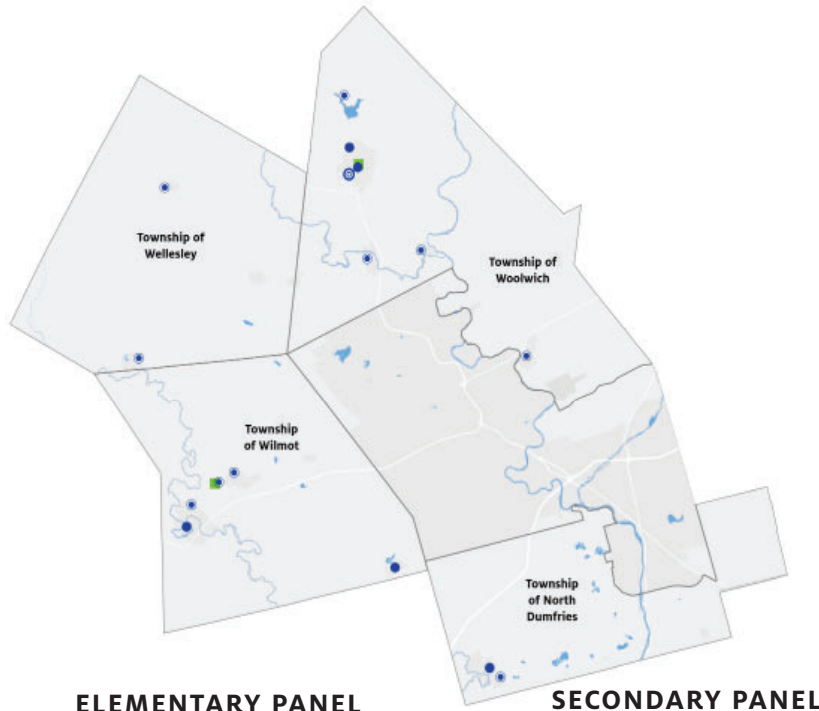 Township of
Wellesley
Township of
Woolwich
Township
of Wilmot
Township
of North
Dumfries
ELEMENTARY PANEL
SECONDARY PANEL